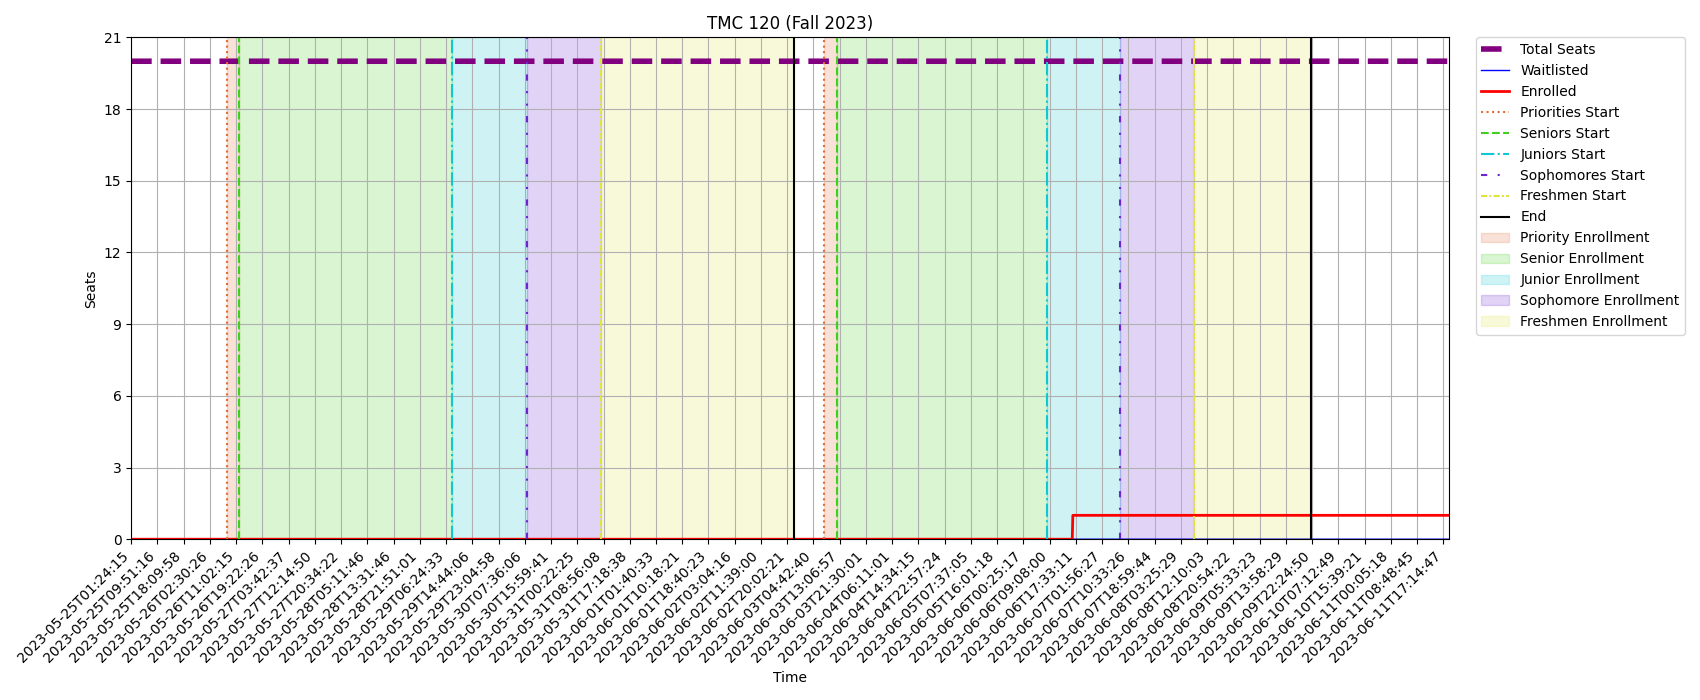 TMC 120 (Fall 2023)
21
18
15
12
9
6
3
0
Seats
2023-05-25T01:24:15
2023-05-25T09:51:16
2023-05-25T18:09:58
2023-05-26T02:30:26
2023-05-26T11:02:15
2023-05-26T19:22:26
2023-05-27T03:42:37
2023-05-27T12:14:50
2023-05-27T20:34:22
2023-05-28T05:11:46
2023-05-28T13:31:46
2023-05-28T21:51:01
2023-05-29T06:24:33
2023-05-29T14:44:06
2023-05-29T23:04:58
2023-05-30T07:36:06
2023-05-30T15:59:41
2023-05-31T00:22:25
2023-05-31T08:56:08
2023-05-31T17:18:38
2023-06-01T01:40:33
2023-06-01T10:18:21
2023-06-01T18:40:23
2023-06-02T03:04:16
2023-06-02T11:39:00
2023-06-02T20:02:21
2023-06-03T04:42:40
2023-06-03T13:06:57
2023-06-03T21:30:01
2023-06-04T06:11:01
2023-06-04T14:34:15
2023-06-04T22:57:24
2023-06-05T07:37:05
2023-06-05T16:01:18
2023-06-06T00:25:17
2023-06-06T09:08:00
2023-06-06T17:33:11
2023-06-07T01:56:27
2023-06-07T10:33:26
2023-06-07T18:59:44
2023-06-08T03:25:29
2023-06-08T12:10:03
2023-06-08T20:54:22
2023-06-09T05:33:23
2023-06-09T13:58:29
2023-06-09T22:24:50
2023-06-10T07:12:49
2023-06-10T15:39:21
2023-06-11T00:05:18
2023-06-11T08:48:45
2023-06-11T17:14:47
Time
Total Seats
Waitlisted
Enrolled
Priorities Start
Seniors Start
Juniors Start
Sophomores Start
Freshmen Start
End
Priority Enrollment
Senior Enrollment
Junior Enrollment
Sophomore Enrollment
Freshmen Enrollment